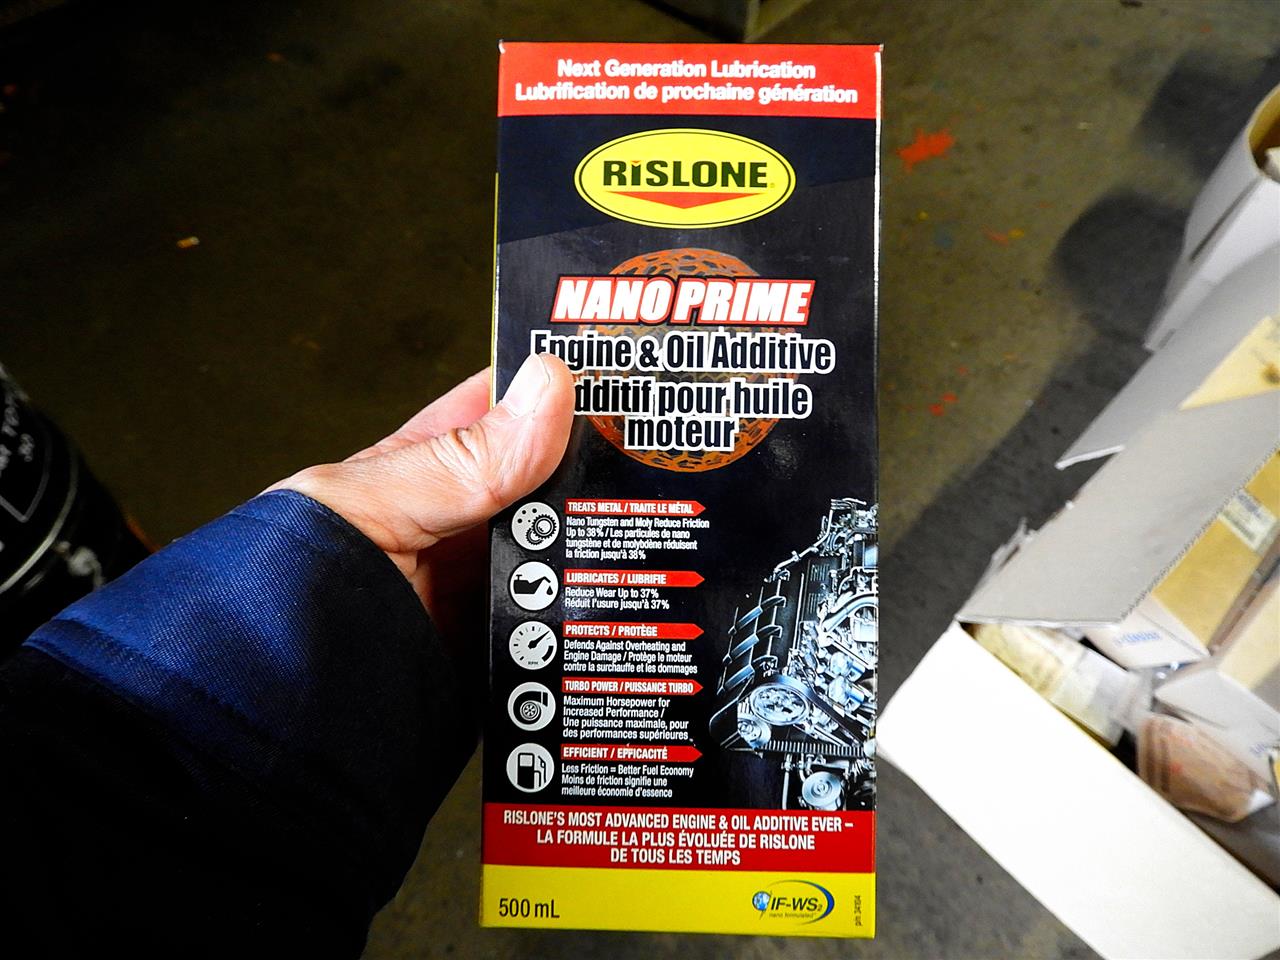 Next Generation Lubrication
Lubrification de prochaine génération
RiSLONE®
NANO PRIME
Engine & Oil Additive
dditif pour huile
moteur
TREATS METAL / TRAITE LE MÉTAL
Nano Tungsten and Moly Reduce Friction
Up to 38% / Les particules de nano
tungstène et de molybdène réduisent
la friction jusqu'à 38%
LUBRICATES / LUBRIFIE
Reduce Wear Up to 37%
Réduit l'usure jusqu'à 37%
PROTECTS / PROTÈGE
Defends Against Overheating and
Engine Damage / Protège le moteur
contre la surchauffe et les dommages
RPM
TURBO POWER / PUISSANCE TURBO
Maximum Horsepower for
Increased Performance /
Une puissance maximale, pour
des performances supérieures
EFFICIENT / EFFICACITÉ
Less Friction = Better Fuel Economy
Moins de friction signifie une
meilleure économie d'essence
RISLONE'S MOST ADVANCED ENGINE & OIL ADDITIVE EVER –
LA FORMULE LA PLUS ÉVOLUÉE DE RISLONE
DE TOUS LES TEMPS
500 mL
IF-WS₂
nano formulated™
p/n 34104